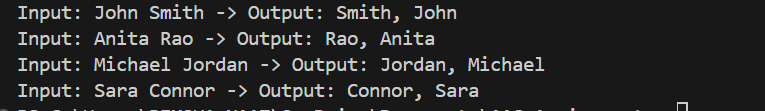 Input: John Smith -> Output: Smith, John
Input: Anita Rao -> Output: Rao, Anita
Input: Michael Jordan -> Output: Jordan, Michael
Input: Sara Connor -> Output: Connor, Sara